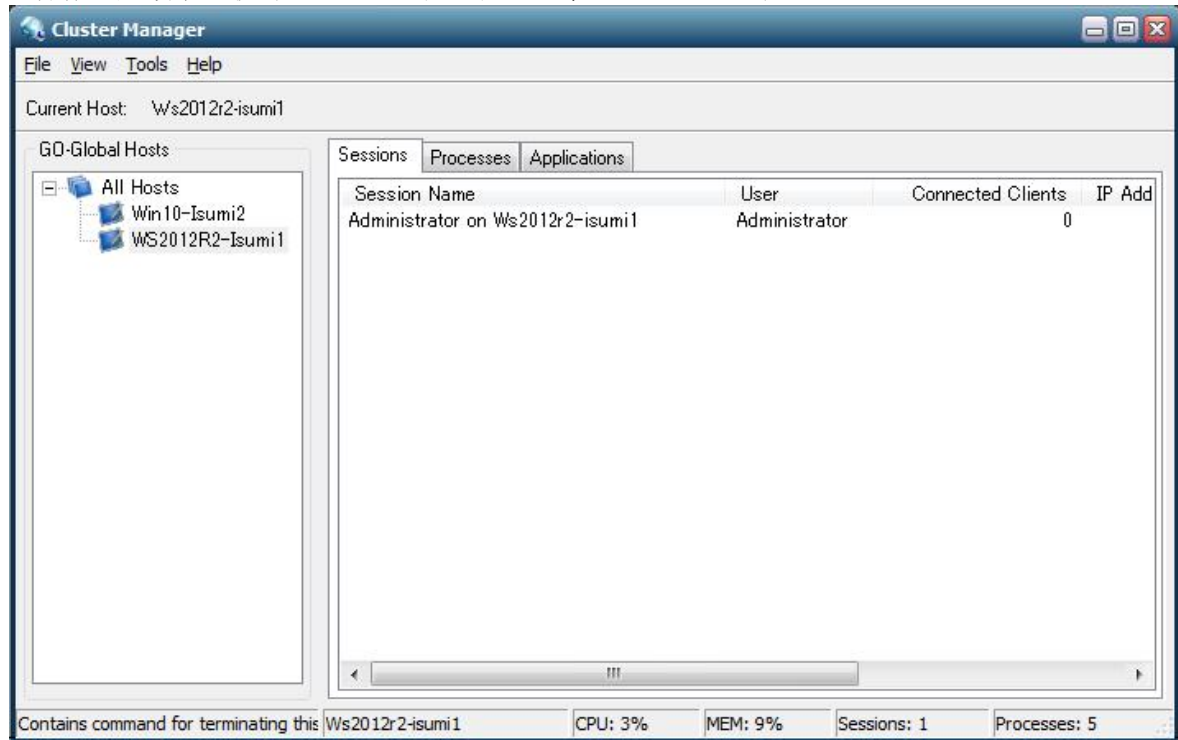 Cluster Manager
File View Tools Help
Current Host: Ws2012r2-isumi1
GO-Global Hosts
All Hosts
Win10-Isumi2
WS2012R2-Isumi1
Sessions Processes Applications
Session Name User Connected Clients IP Add
Administrator on Ws2012r2-isumi1 Administrator 0
Contains command for terminating this Ws2012r2-isumi1 CPU: 3% MEM: 9% Sessions: 1 Processes: 5